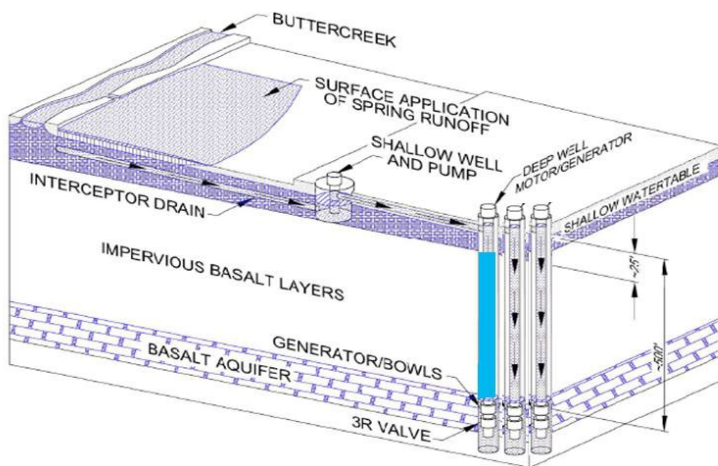 BUTTERCREEK
SURFACE APPLICATION
OF SPRING RUNOFF
SHALLOW WELL
AND PUMP
DEEP WELL
MOTOR/GENERATOR
INTERCEPTOR DRAIN
SHALLOW WATERTABLE
IMPERVIOUS BASALT LAYERS
~25'
~500'
GENERATOR/BOWLS
BASALT AQUIFER
3R VALVE